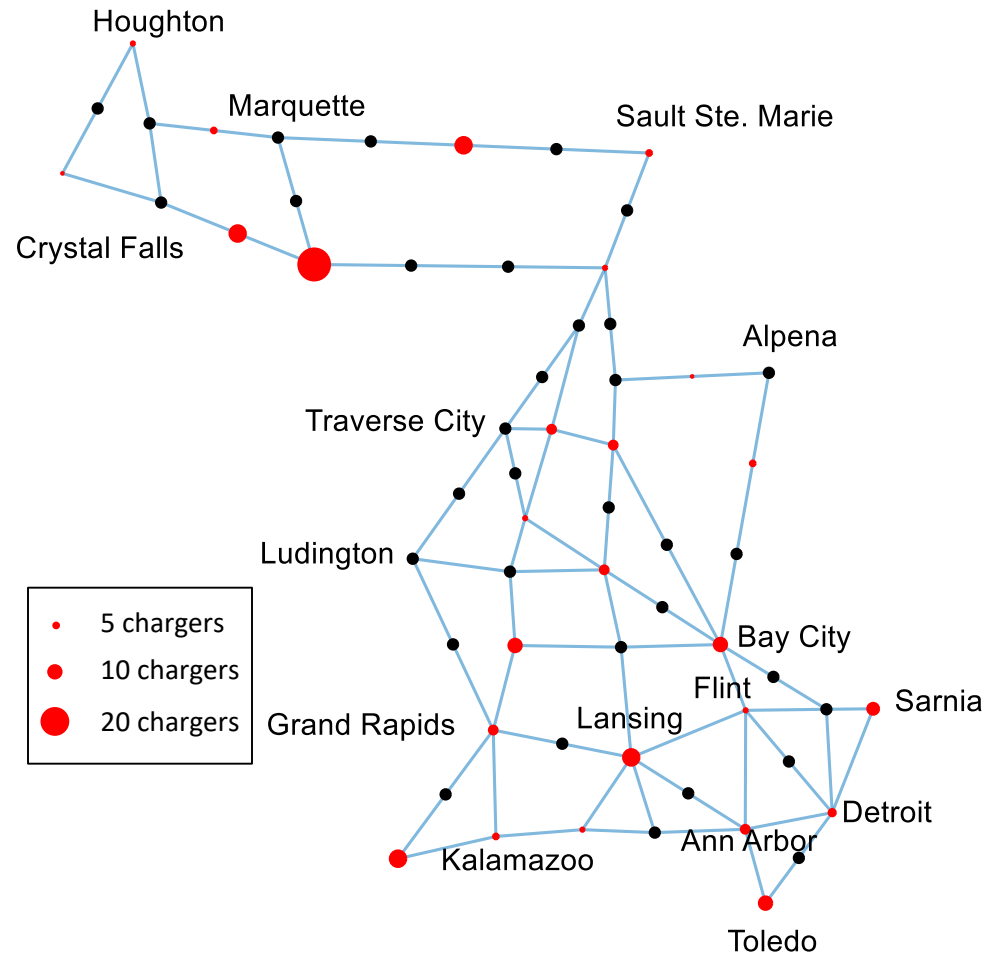 Houghton
Marquette
Sault Ste. Marie
Crystal Falls
Alpena
Traverse City
Ludington
5 chargers
10 chargers
20 chargers
Bay City
Flint
Sarnia
Grand Rapids
Lansing
Detroit
Ann Arbor
Kalamazoo
Toledo